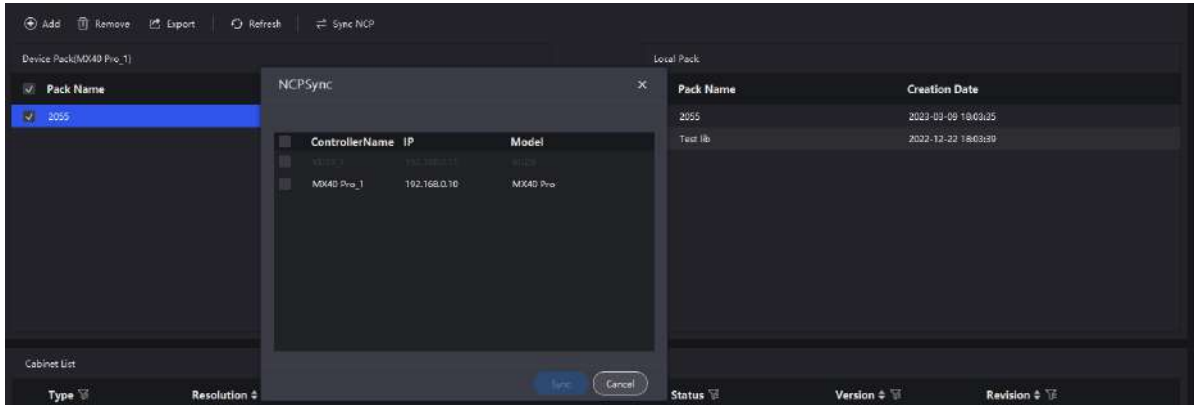 Add Remove Export Refresh Sync NCP
Device Pack(MX40 Pro_1)
Local Pack
Pack Name
NCPSync
Pack Name Creation Date
2055
2055 2023-03-09 18:03:35
Test lib 2022-12-22 18:03:39
ControllerName IP Model
MX40 Pro_1 192.168.0.10 MX40 Pro
Sync Cancel
Cabinet List
Type Resolution Status Version Revision